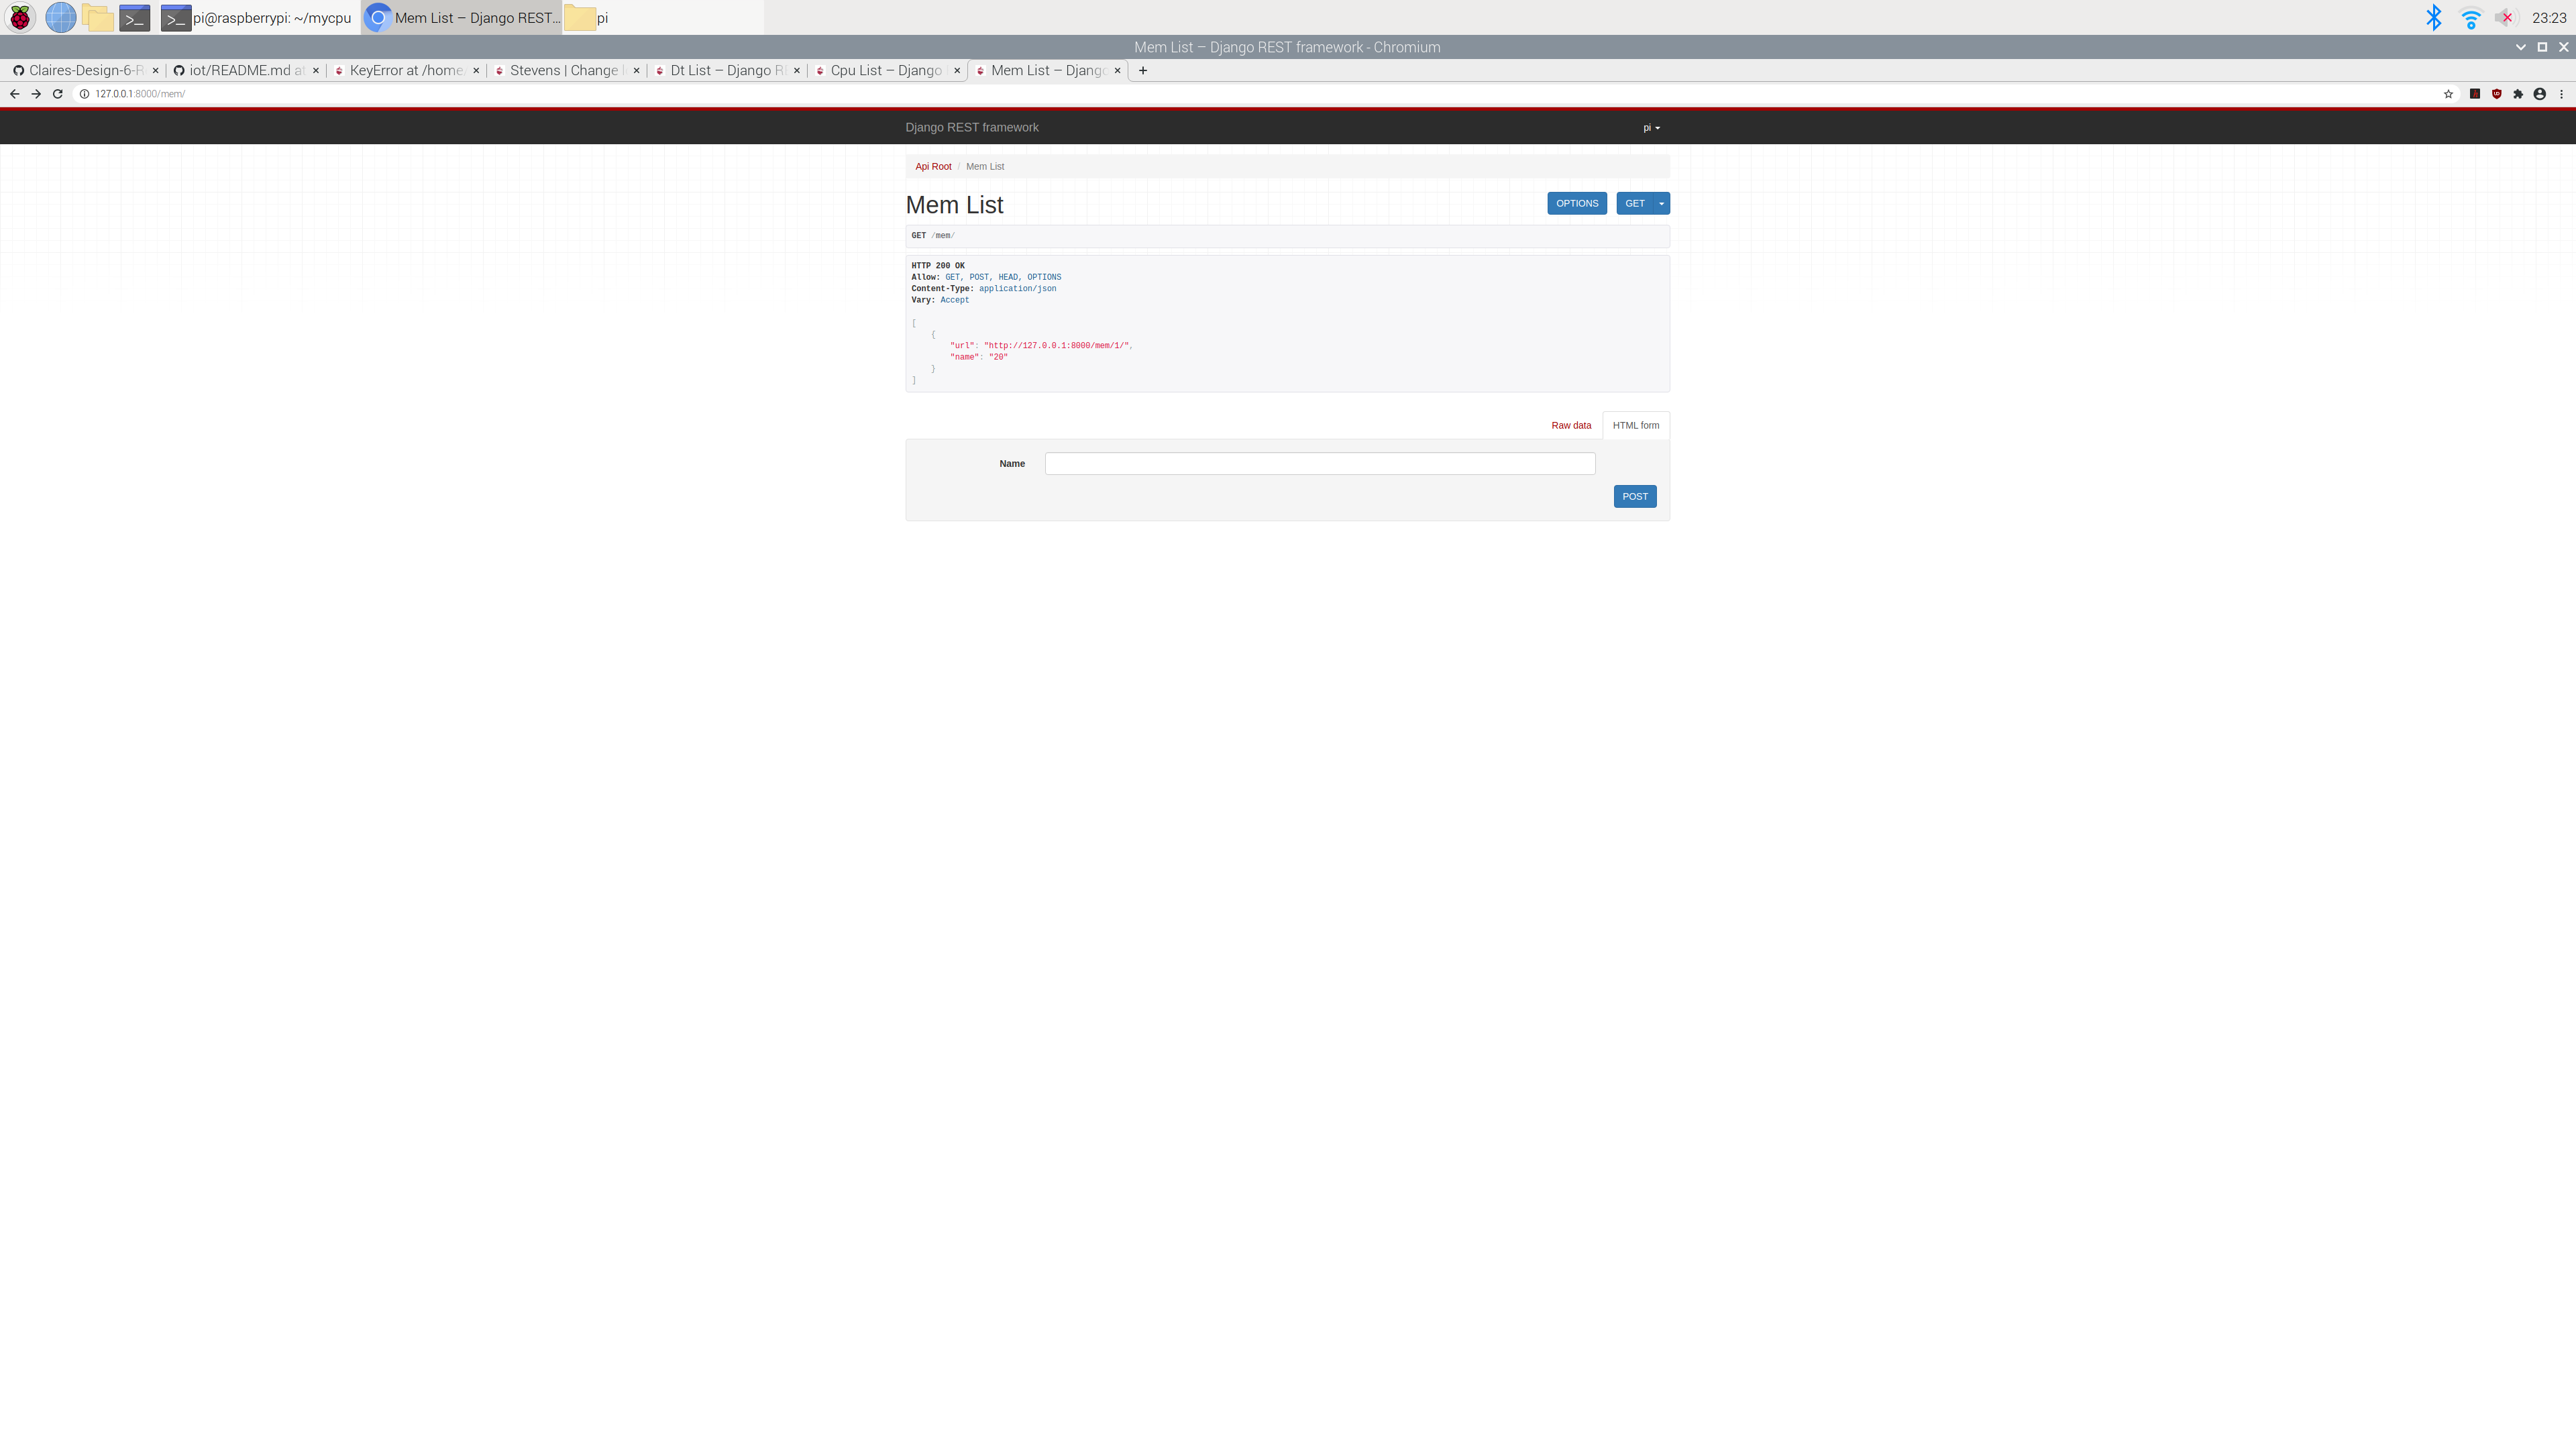 pi@raspberrypi: ~/mycpu
Mem List – Django REST...
pi
23:23
Mem List – Django REST framework - Chromium
Claires-Design-6-R
iot/README.md at
KeyError at /home/
Stevens | Change
Dt List – Django R
Cpu List – Django
Mem List – Django
127.0.0.1:8000/mem/
Django REST framework
pi
Api Root / Mem List
Mem List
OPTIONS
GET
GET /mem/
HTTP 200 OK
Allow: GET, POST, HEAD, OPTIONS
Content-Type: application/json
Vary: Accept
[
{
"url": "http://127.0.0.1:8000/mem/1/",
"name": "20"
}
]
Raw data
HTML form
Name
POST